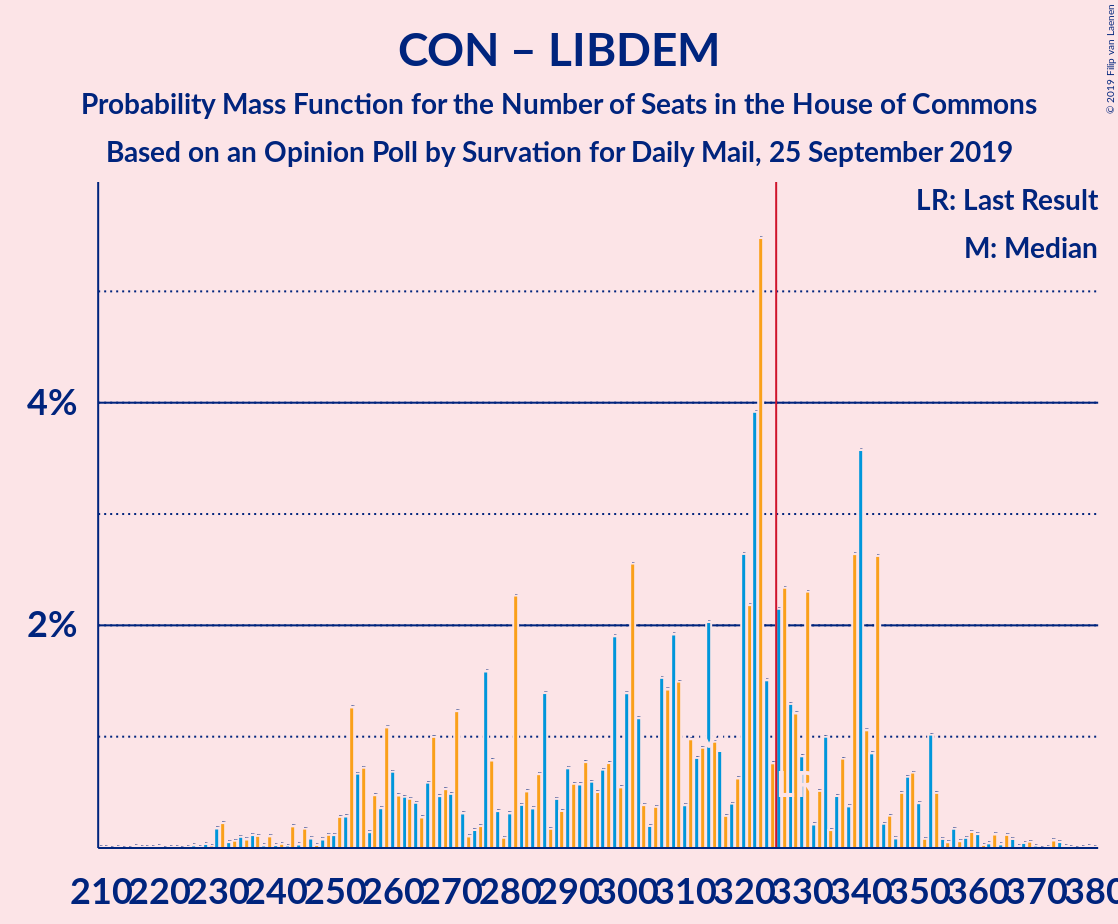 CON – LIBDEM
Probability Mass Function for the Number of Seats in the House of Commons
Based on an Opinion Poll by Survation for Daily Mail, 25 September 2019
© 2019 Filip van Laenen
LR: Last Result
M: Median
4%
2%
LR
210 220 230 240 250 260 270 280 290 300 310 320 330 340 350 360 370 380